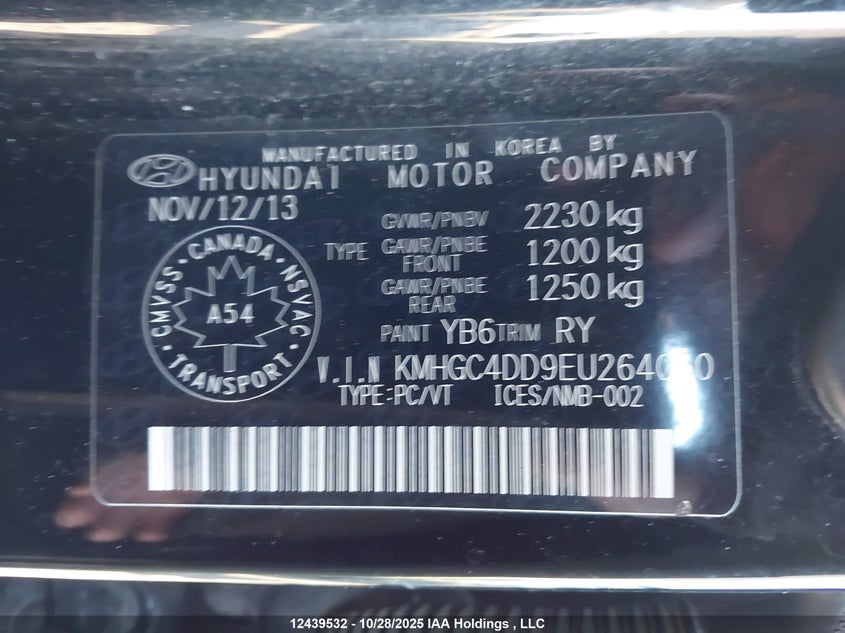 MANUFACTURED IN KOREA BY
HYUNDAI MOTOR COMPANY
NOV/12/13
GVWR/PNBV 2230 kg
TYPE GAWR/PNBE FRONT 1200 kg
GAWR/PNBE REAR 1250 kg
CMVSS · CANADA · NSVAC · TRANSPORT
A54
PAINT YB6 TRIM RY
V.I.N KMHGC4DD9EU264050
TYPE:PC/VT ICES/NMB-002
12439532 - 10/28/2025 IAA Holdings , LLC